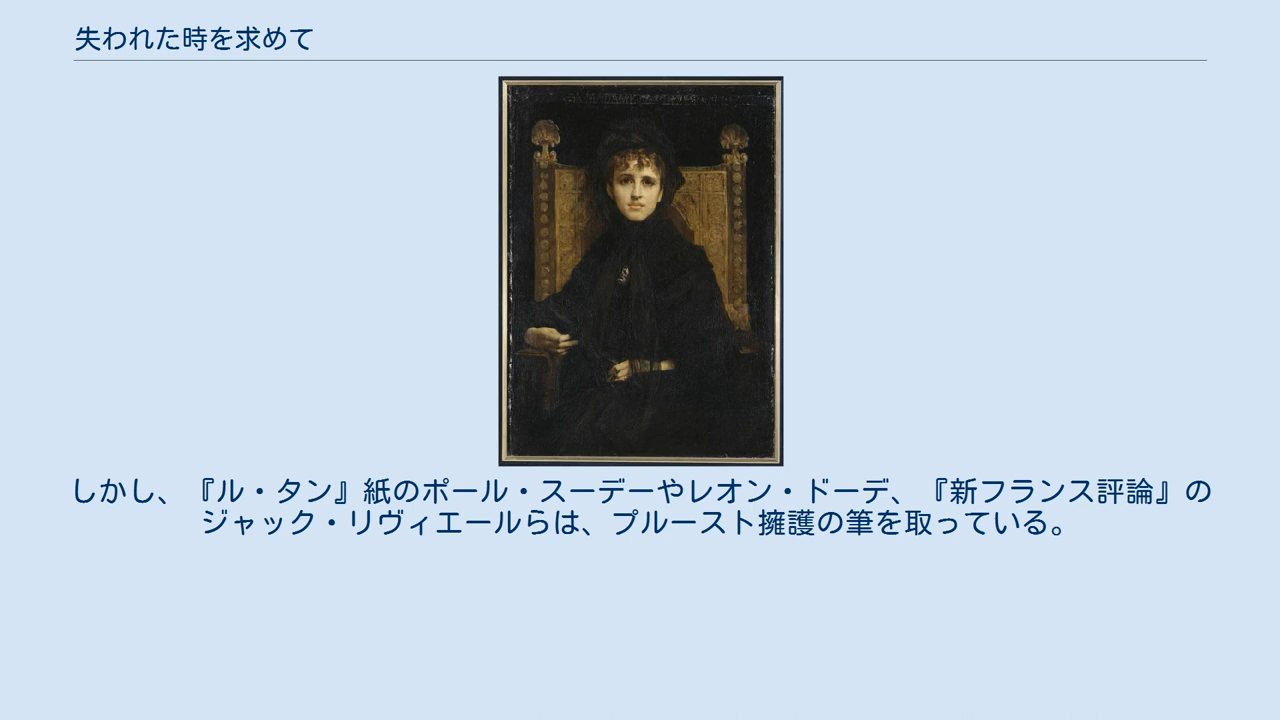 失われた時を求めて
しかし、『ル・タン』紙のポール・スーデーやレオン・ドーデ、『新フランス評論』の
ジャック・リヴィエールらは、プルースト擁護の筆を取っている。